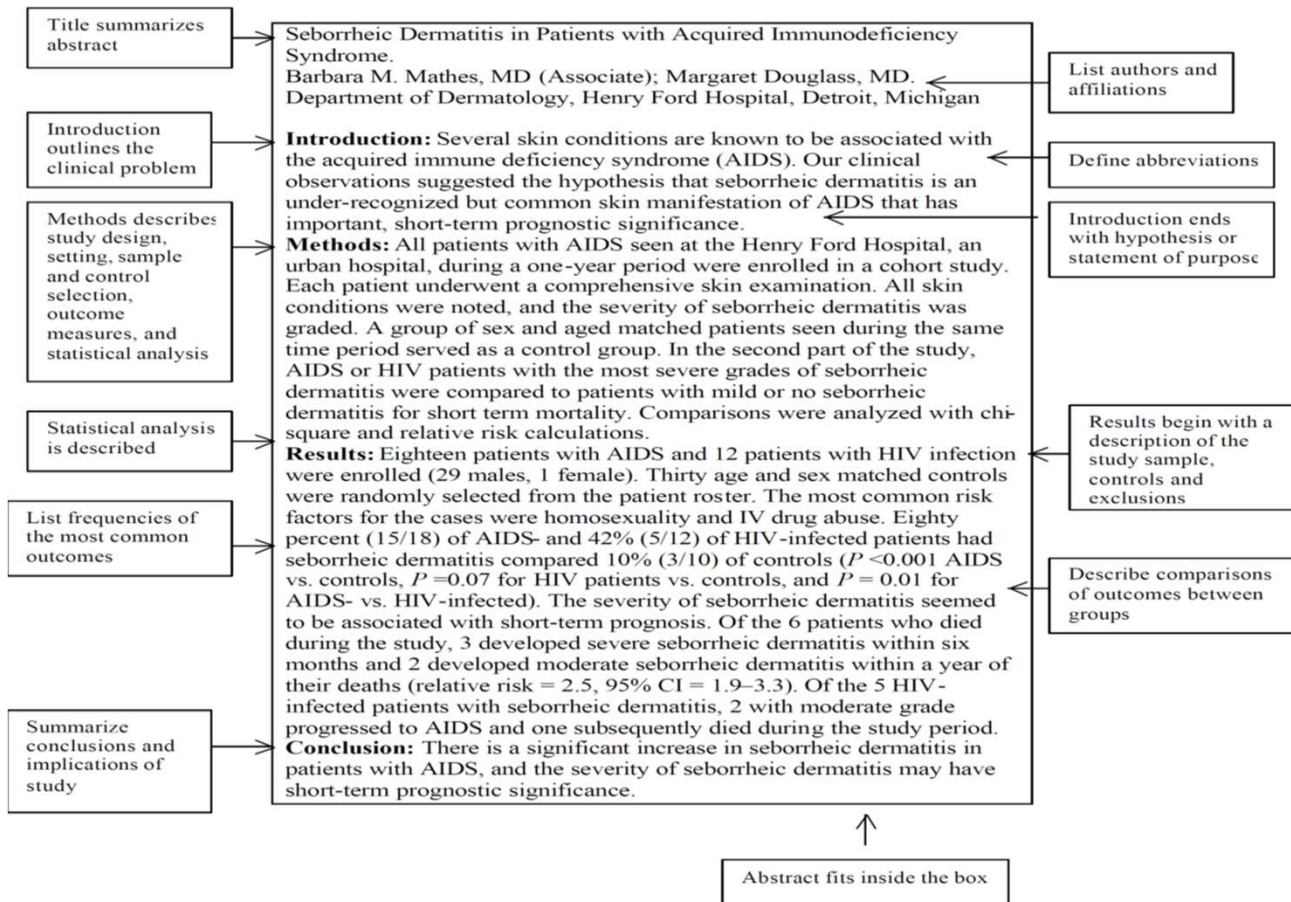 Title summarizes
abstract
Introduction
outlines the
clinical problem
Methods describes
study design,
setting, sample
and control
selection,
outcome
measures, and
statistical analysis
Statistical analysis
is described
List frequencies of
the most common
outcomes
Summarize
conclusions and
implications of
study
Seborrheic Dermatitis in Patients with Acquired Immunodeficiency
Syndrome.
Barbara M. Mathes, MD (Associate); Margaret Douglass, MD.
Department of Dermatology, Henry Ford Hospital, Detroit, Michigan
Introduction: Several skin conditions are known to be associated with
the acquired immune deficiency syndrome (AIDS). Our clinical
observations suggested the hypothesis that seborrheic dermatitis is an
under-recognized but common skin manifestation of AIDS that has
important, short-term prognostic significance.
Methods: All patients with AIDS seen at the Henry Ford Hospital, an
urban hospital, during a one-year period were enrolled in a cohort study.
Each patient underwent a comprehensive skin examination. All skin
conditions were noted, and the severity of seborrheic dermatitis was
graded. A group of sex and aged matched patients seen during the same
time period served as a control group. In the second part of the study,
AIDS or HIV patients with the most severe grades of seborrheic
dermatitis were compared to patients with mild or no seborrheic
dermatitis for short term mortality. Comparisons were analyzed with chi-
square and relative risk calculations.
Results: Eighteen patients with AIDS and 12 patients with HIV infection
were enrolled (29 males, 1 female). Thirty age and sex matched controls
were randomly selected from the patient roster. The most common risk
factors for the cases were homosexuality and IV drug abuse. Eighty
percent (15/18) of AIDS- and 42% (5/12) of HIV-infected patients had
seborrheic dermatitis compared 10% (3/10) of controls (P <0.001 AIDS
vs. controls, P =0.07 for HIV patients vs. controls, and P = 0.01 for
AIDS- vs. HIV-infected). The severity of seborrheic dermatitis seemed
to be associated with short-term prognosis. Of the 6 patients who died
during the study, 3 developed severe seborrheic dermatitis within six
months and 2 developed moderate seborrheic dermatitis within a year of
their deaths (relative risk = 2.5, 95% CI = 1.9–3.3). Of the 5 HIV-
infected patients with seborrheic dermatitis, 2 with moderate grade
progressed to AIDS and one subsequently died during the study period.
Conclusion: There is a significant increase in seborrheic dermatitis in
patients with AIDS, and the severity of seborrheic dermatitis may have
short-term prognostic significance.
List authors and
affiliations
Define abbreviations
Introduction ends
with hypothesis or
statement of purpose
Results begin with a
description of the
study sample,
controls and
exclusions
Describe comparisons
of outcomes between
groups
Abstract fits inside the box